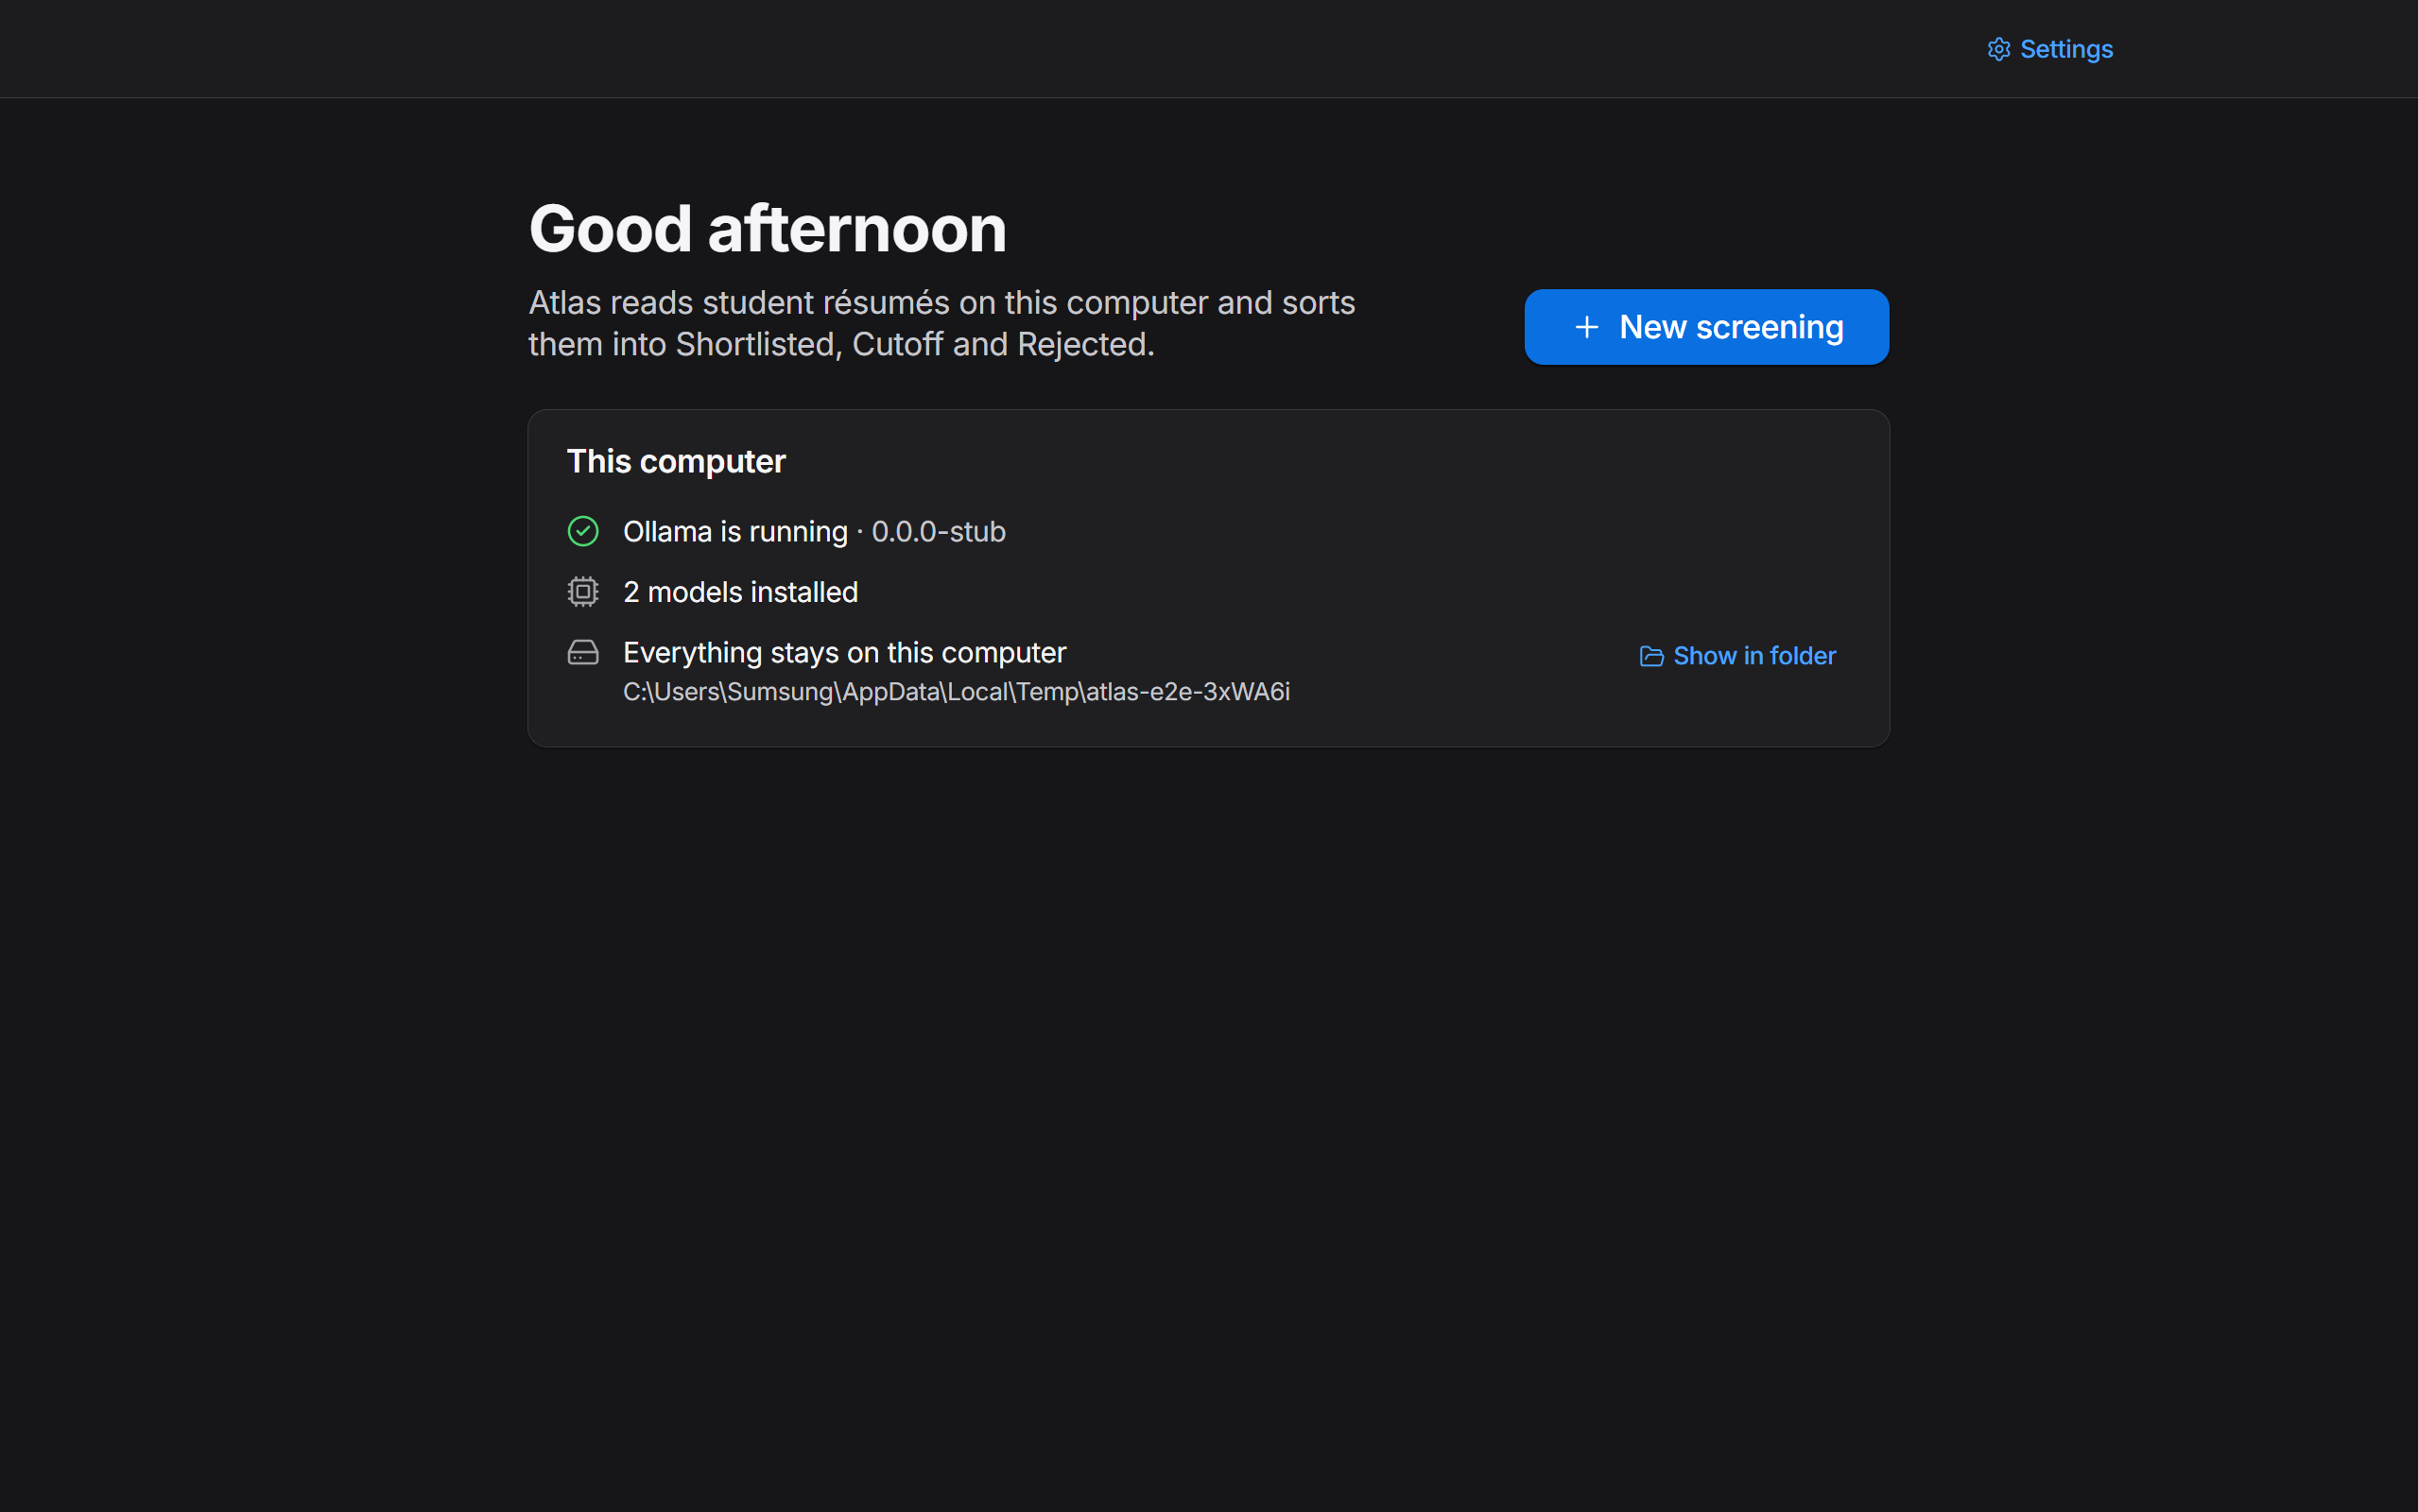 Settings
Good afternoon
Atlas reads student résumés on this computer and sorts
them into Shortlisted, Cutoff and Rejected.
New screening
This computer
Ollama is running · 0.0.0-stub
2 models installed
Everything stays on this computer
Show in folder
C:\Users\Sumsung\AppData\Local\Temp\atlas-e2e-3xWA6i